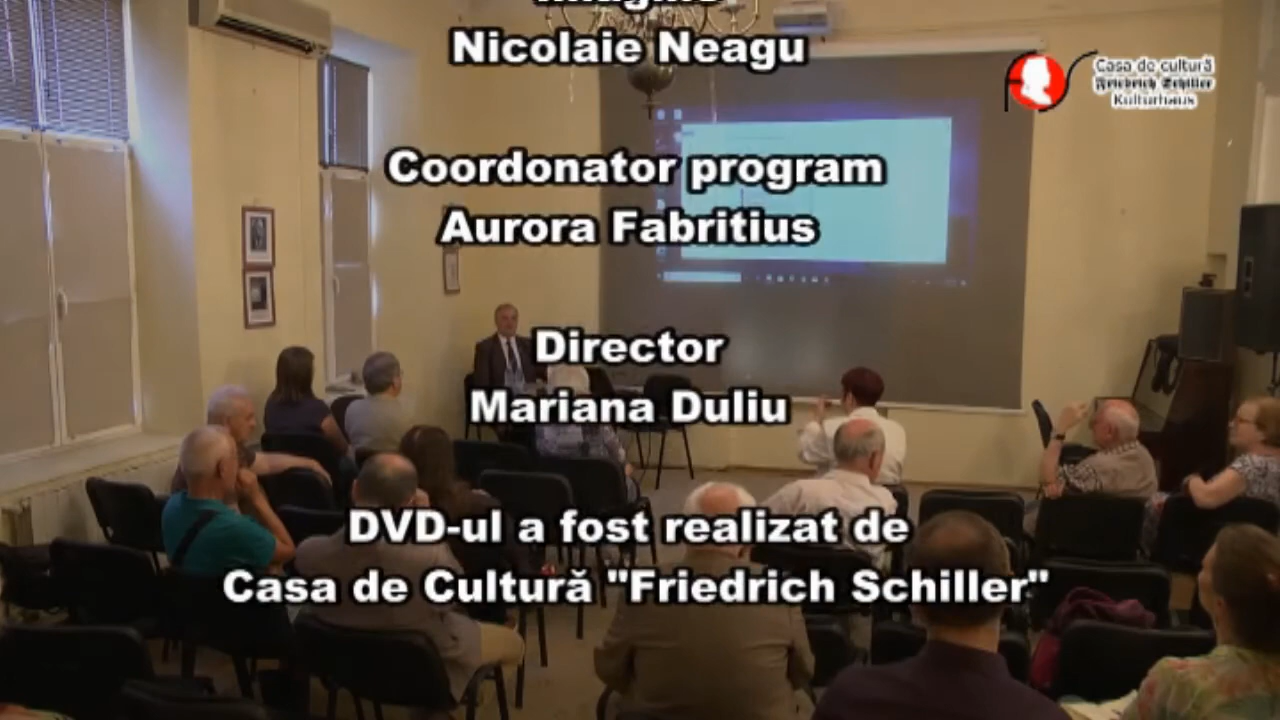 Nicolaie Neagu
Coordonator program
Aurora Fabritius
Director
Mariana Duliu
DVD-ul a fost realizat de
Casa de Cultură "Friedrich Schiller"
Casa de cultură
Friedrich Schiller
Kulturhaus